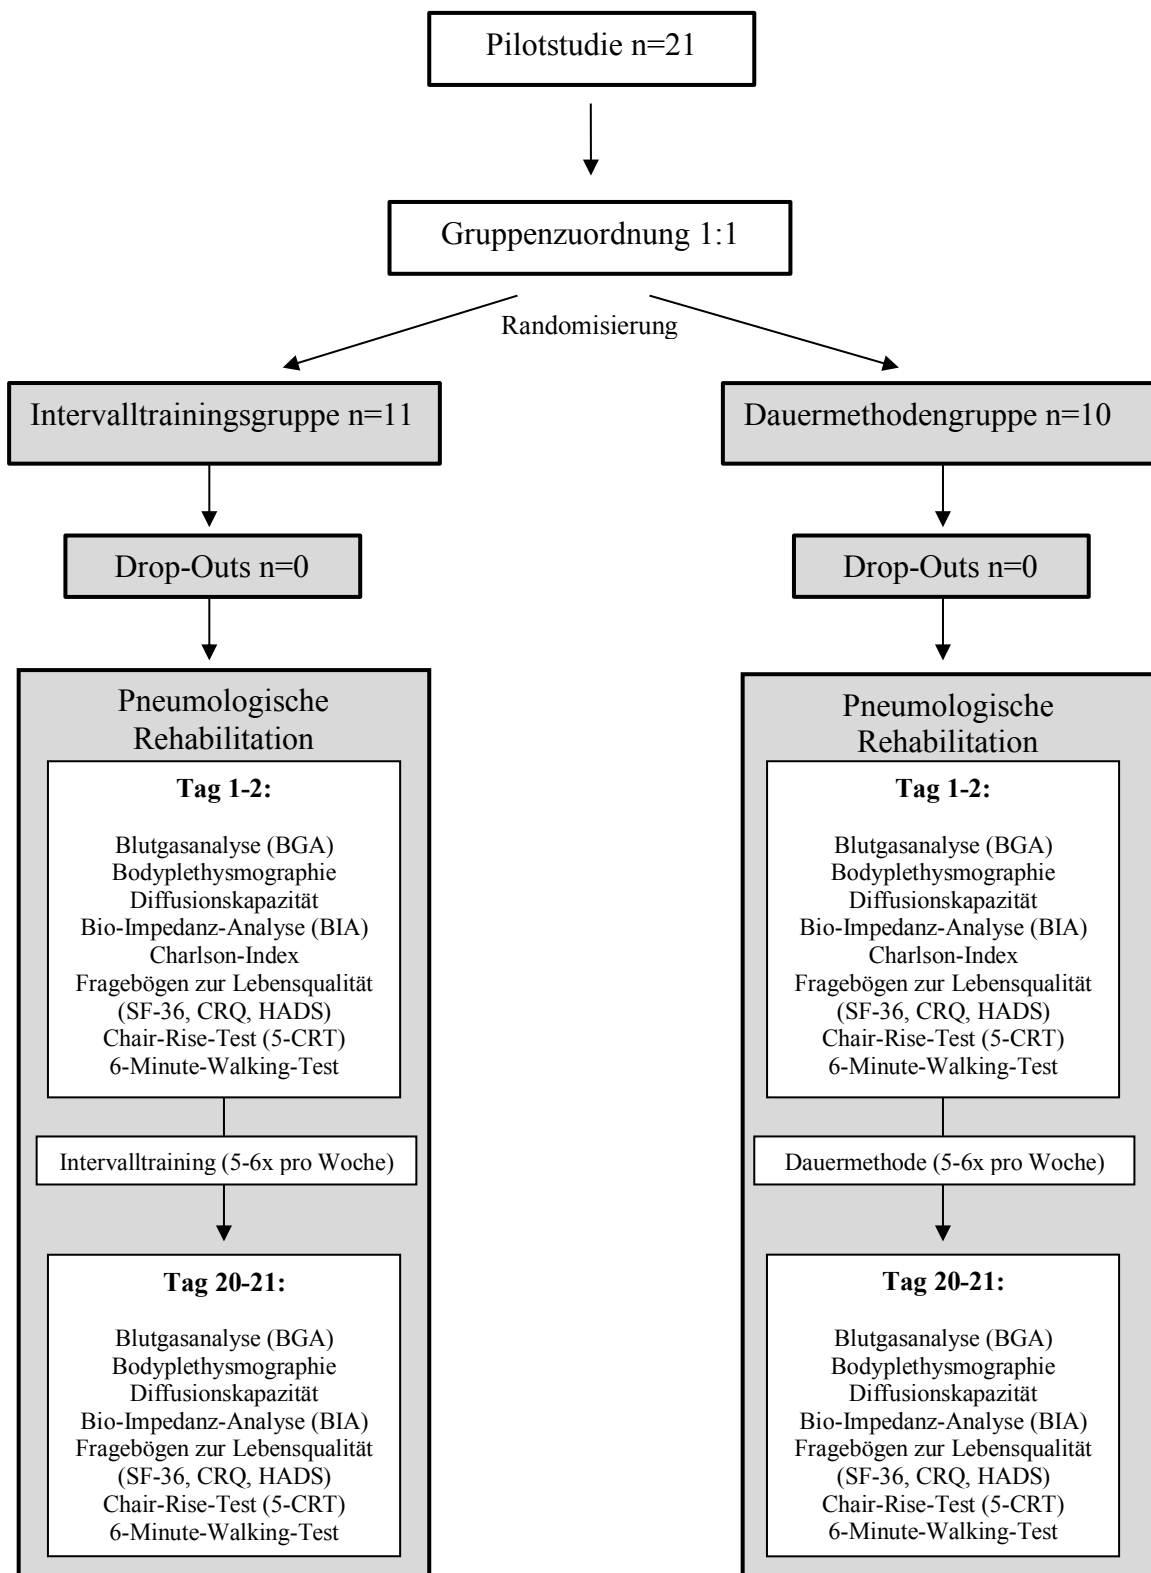 Pilotstudie n=21
Gruppenzuordnung 1:1
Randomisierung
Intervalltrainingsgruppe n=11
Drop-Outs n=0
Pneumologische
Rehabilitation
Tag 1-2:
Blutgasanalyse (BGA)
Bodyplethysmographie
Diffusionskapazität
Bio-Impedanz-Analyse (BIA)
Charlson-Index
Fragebögen zur Lebensqualität
(SF-36, CRQ, HADS)
Chair-Rise-Test (5-CRT)
6-Minute-Walking-Test
Intervalltraining (5-6x pro Woche)
Tag 20-21:
Blutgasanalyse (BGA)
Bodyplethysmographie
Diffusionskapazität
Bio-Impedanz-Analyse (BIA)
Fragebögen zur Lebensqualität
(SF-36, CRQ, HADS)
Chair-Rise-Test (5-CRT)
6-Minute-Walking-Test
Dauermethodengruppe n=10
Drop-Outs n=0
Pneumologische
Rehabilitation
Tag 1-2:
Blutgasanalyse (BGA)
Bodyplethysmographie
Diffusionskapazität
Bio-Impedanz-Analyse (BIA)
Charlson-Index
Fragebögen zur Lebensqualität
(SF-36, CRQ, HADS)
Chair-Rise-Test (5-CRT)
6-Minute-Walking-Test
Dauermethode (5-6x pro Woche)
Tag 20-21:
Blutgasanalyse (BGA)
Bodyplethysmographie
Diffusionskapazität
Bio-Impedanz-Analyse (BIA)
Fragebögen zur Lebensqualität
(SF-36, CRQ, HADS)
Chair-Rise-Test (5-CRT)
6-Minute-Walking-Test